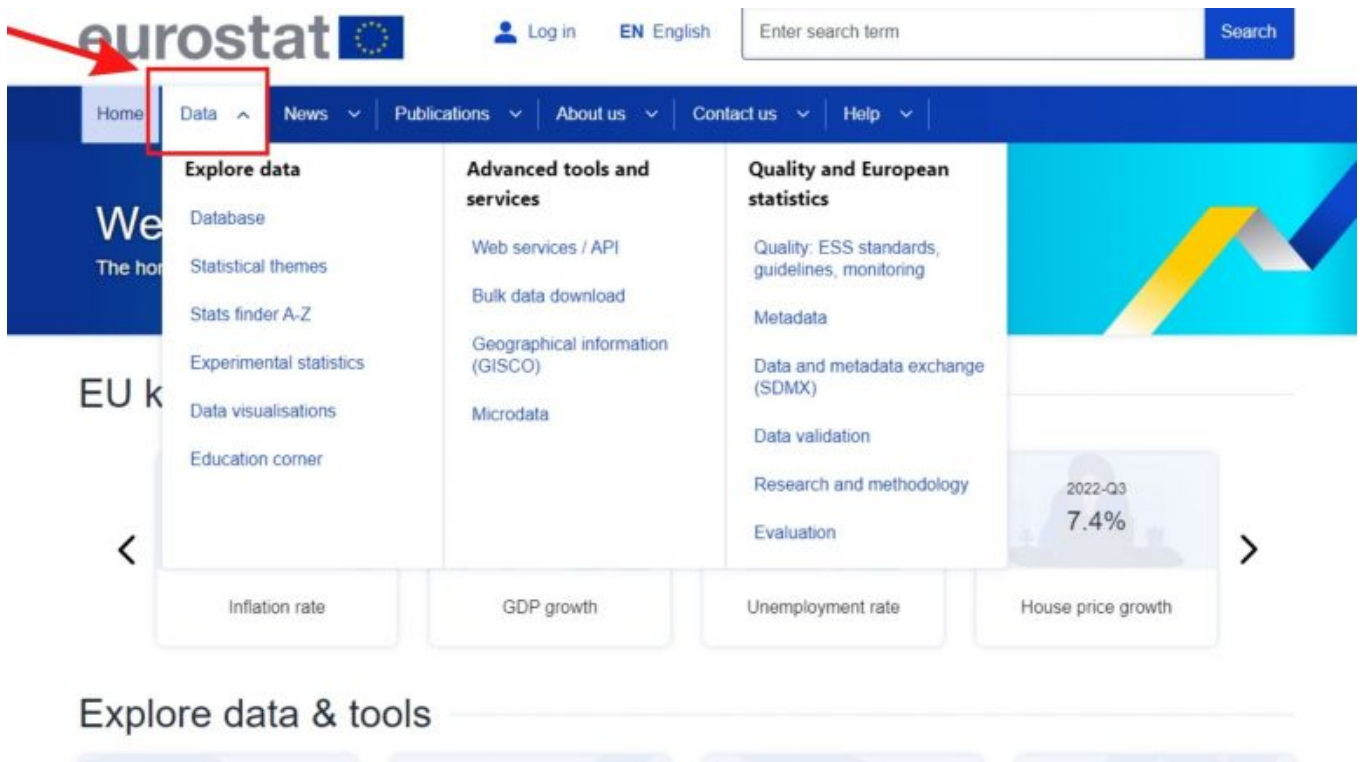 eurostat
Log in
EN English
Enter search term
Search
Home
Data
News
Publications
About us
Contact us
Help
Explore data
Database
Statistical themes
Stats finder A-Z
Experimental statistics
Data visualisations
Education corner
Advanced tools and
services
Web services / API
Bulk data download
Geographical information
(GISCO)
Microdata
Quality and European
statistics
Quality: ESS standards,
guidelines, monitoring
Metadata
Data and metadata exchange
(SDMX)
Data validation
Research and methodology
Evaluation
We
The hor
EU k
2022-Q3
7.4%
Inflation rate
GDP growth
Unemployment rate
House price growth
Explore data & tools